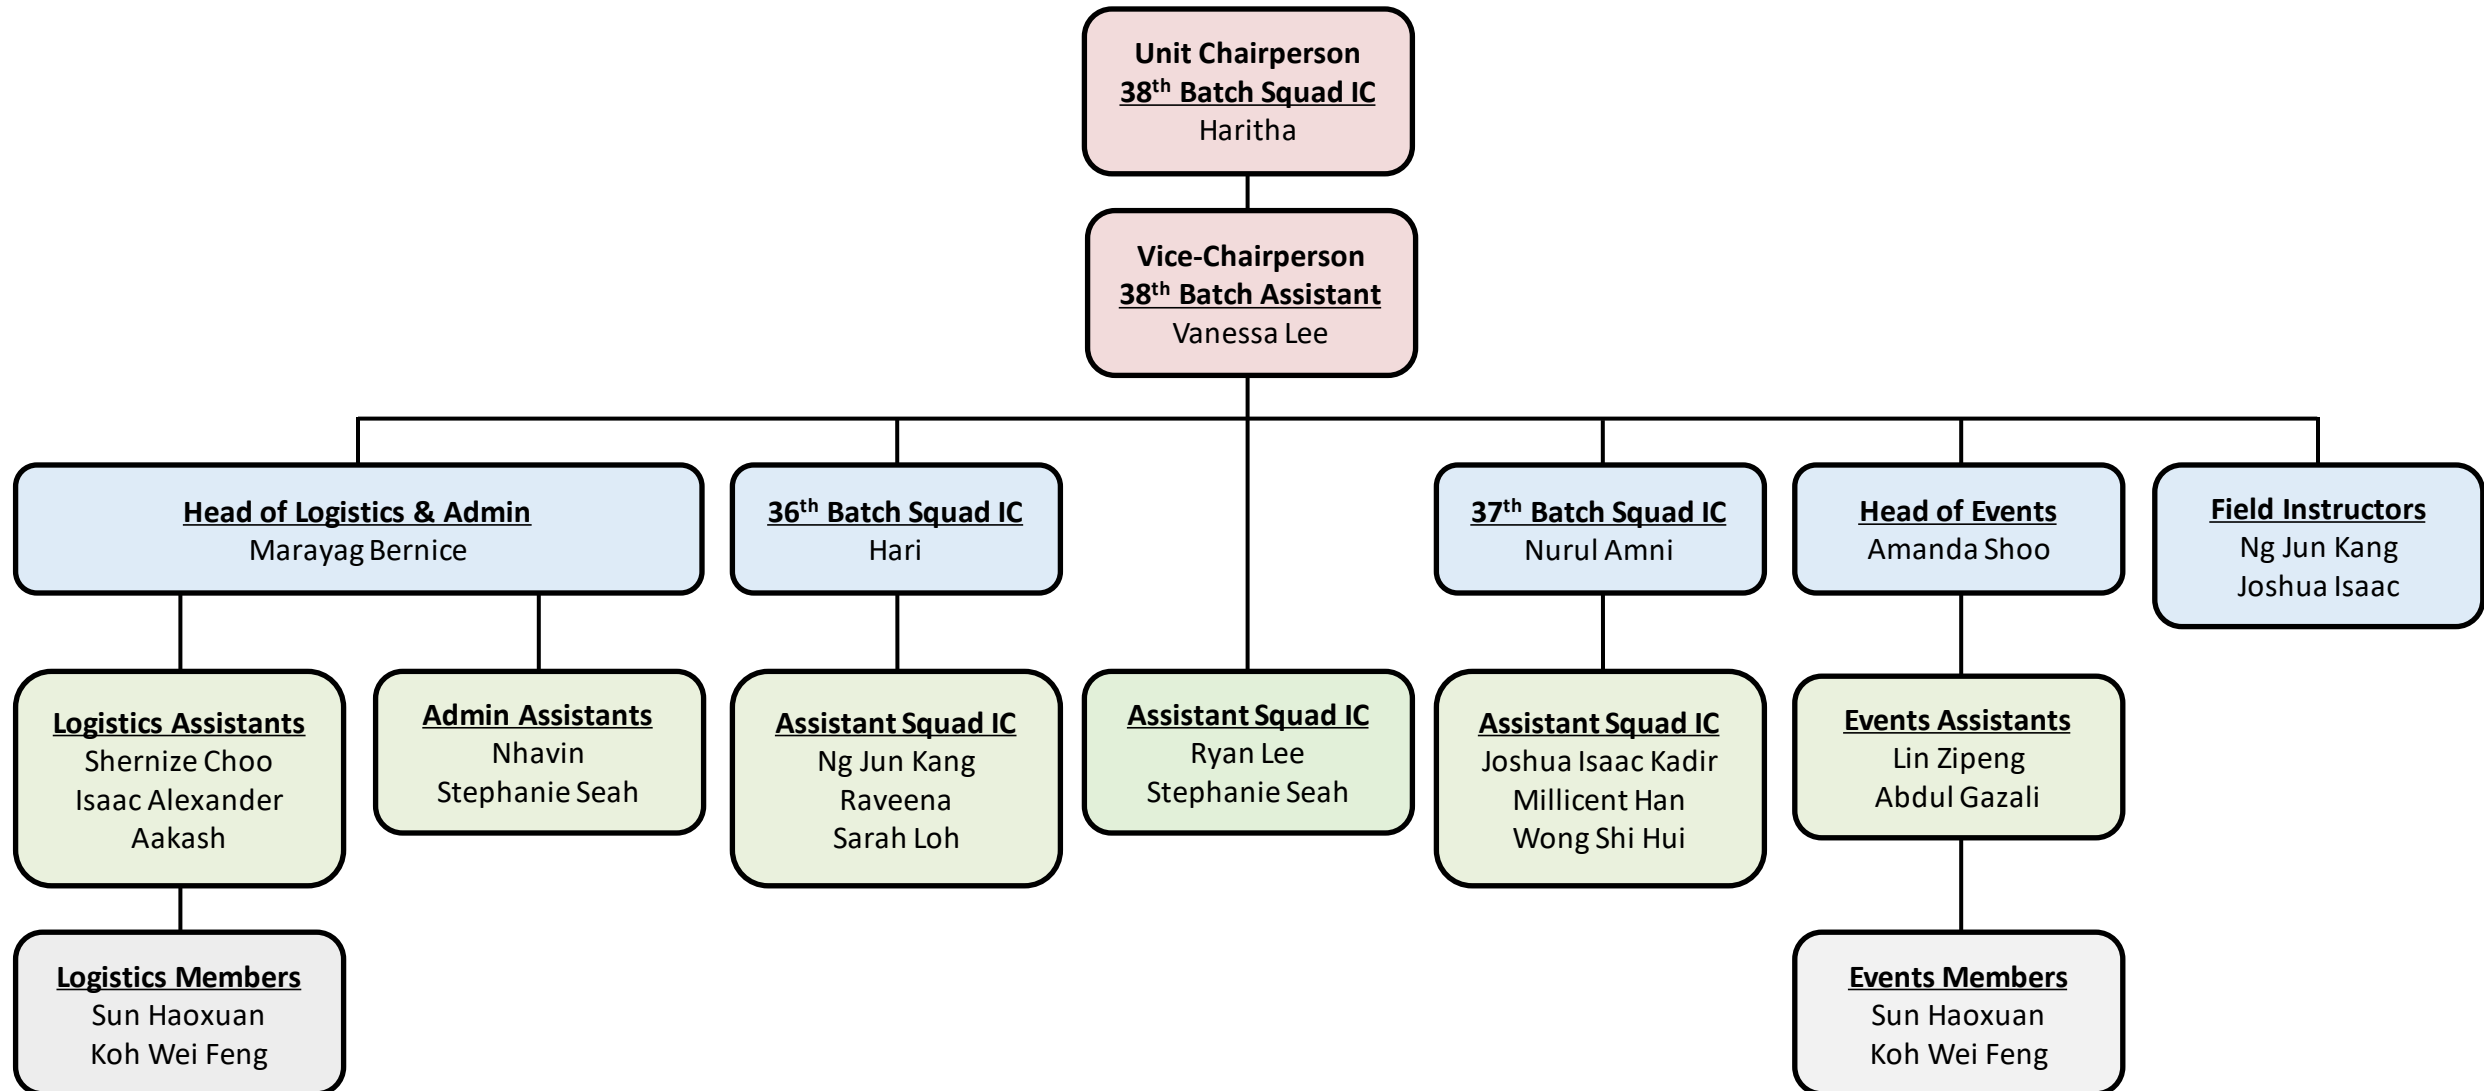 Unit Chairperson
38th Batch Squad IC
Haritha
Vice-Chairperson
38th Batch Assistant
Vanessa Lee
Head of Logistics & Admin
Marayag Bernice
36th Batch Squad IC
Hari
37th Batch Squad IC
Nurul Amni
Head of Events
Amanda Shoo
Field Instructors
Ng Jun Kang
Joshua Isaac
Logistics Assistants
Shernize Choo
Isaac Alexander
Aakash
Admin Assistants
Nhavin
Stephanie Seah
Assistant Squad IC
Ng Jun Kang
Raveena
Sarah Loh
Assistant Squad IC
Ryan Lee
Stephanie Seah
Assistant Squad IC
Joshua Isaac Kadir
Millicent Han
Wong Shi Hui
Events Assistants
Lin Zipeng
Abdul Gazali
Logistics Members
Sun Haoxuan
Koh Wei Feng
Events Members
Sun Haoxuan
Koh Wei Feng